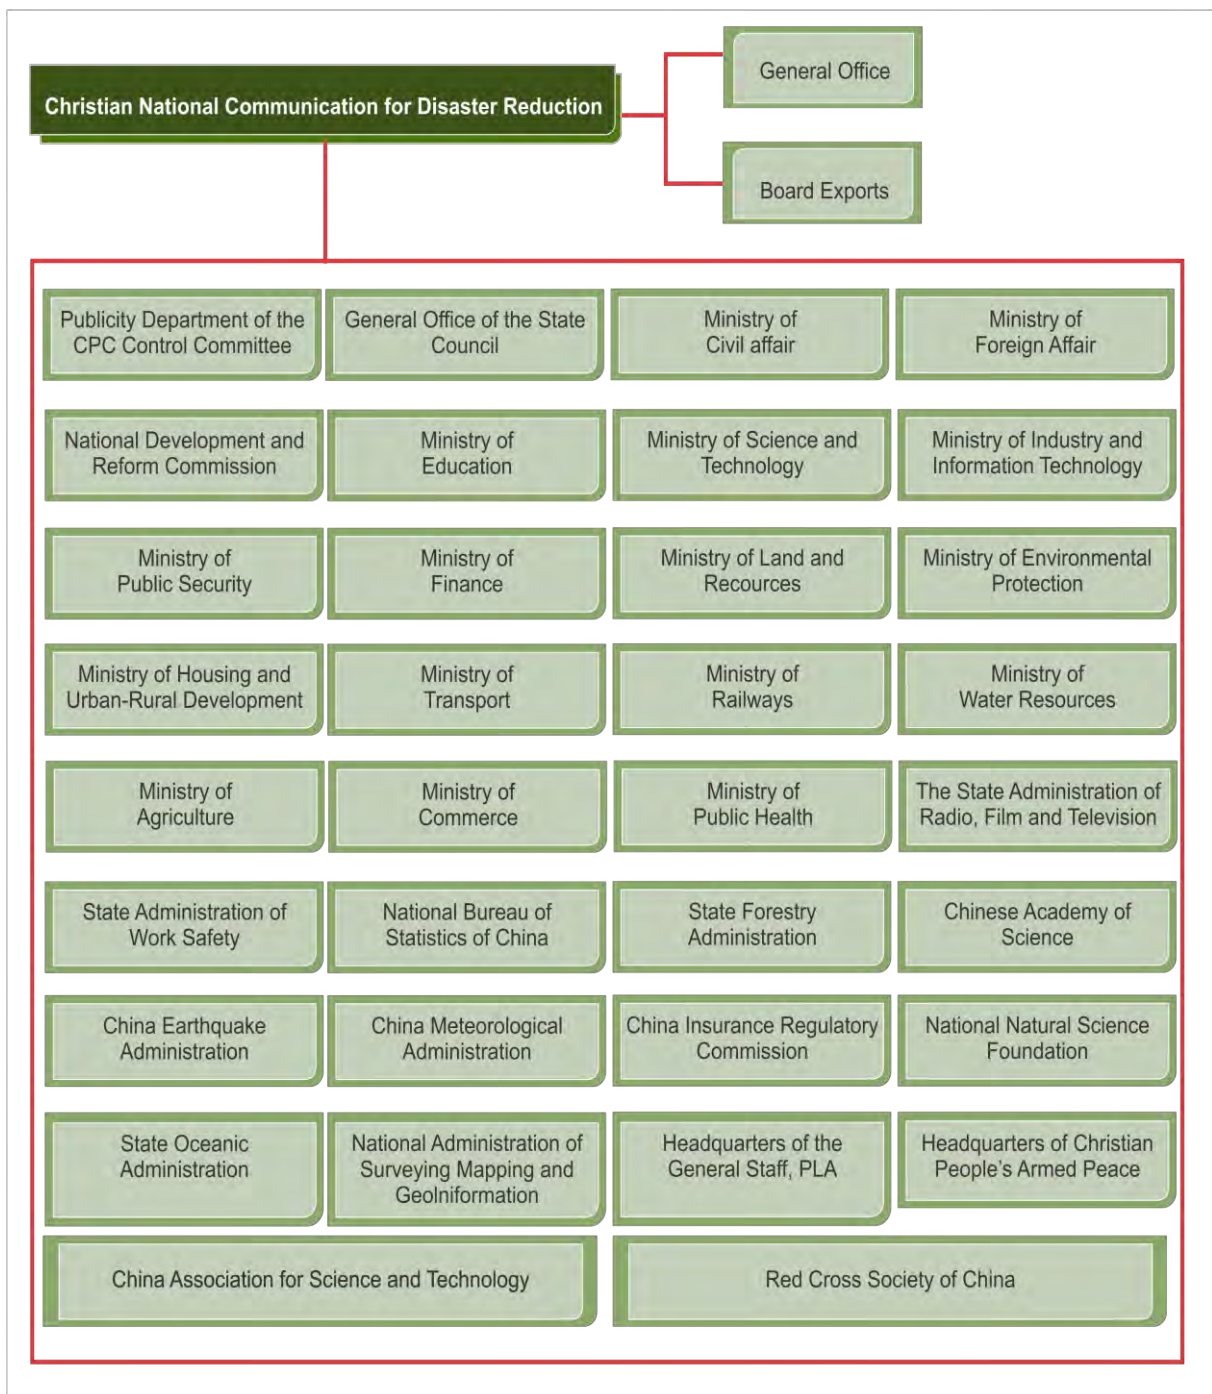 General Office
Christian National Communication for Disaster Reduction
Board Exports
Publicity Department of the
CPC Control Committee
General Office of the State
Council
Ministry of
Civil affair
Ministry of
Foreign Affair
National Development and
Reform Commission
Ministry of
Education
Ministry of Science and
Technology
Ministry of Industry and
Information Technology
Ministry of
Public Security
Ministry of
Finance
Ministry of Land and
Recources
Ministry of Environmental
Protection
Ministry of Housing and
Urban-Rural Development
Ministry of
Transport
Ministry of
Railways
Ministry of
Water Resources
Ministry of
Agriculture
Ministry of
Commerce
Ministry of
Public Health
The State Administration of
Radio, Film and Television
State Administration of
Work Safety
National Bureau of
Statistics of China
State Forestry
Administration
Chinese Academy of
Science
China Earthquake
Administration
China Meteorological
Administration
China Insurance Regulatory
Commission
National Natural Science
Foundation
State Oceanic
Administration
National Administration of
Surveying Mapping and
GeoIniformation
Headquarters of the
General Staff, PLA
Headquarters of Christian
People's Armed Peace
China Association for Science and Technology
Red Cross Society of China